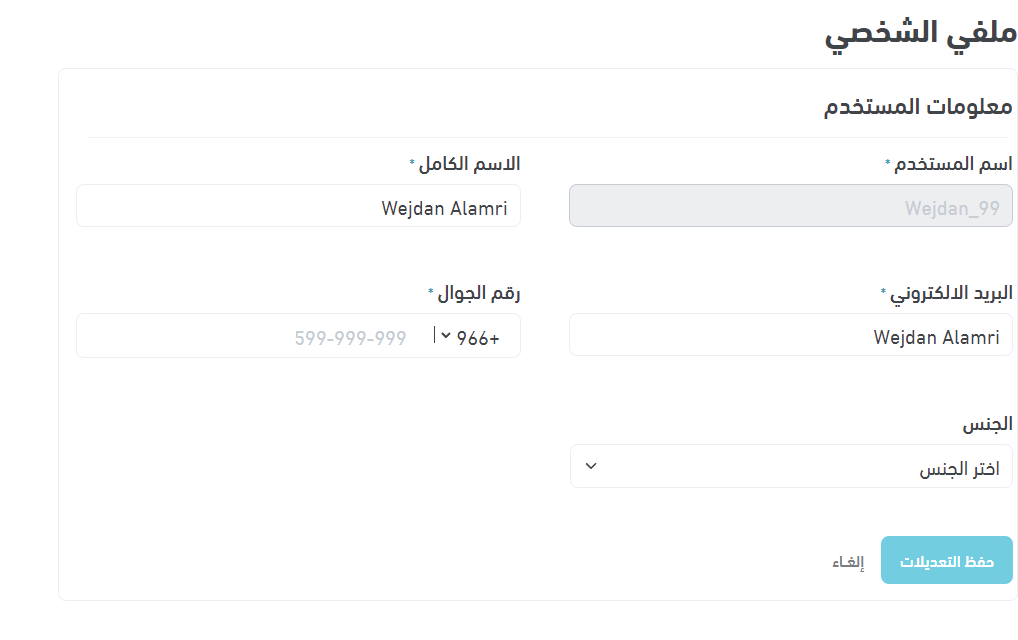 ملفي الشخصي
معلومات المستخدم
اسم المستخدم *
Wejdan_99
الاسم الكامل *
Wejdan Alamri
البريد الالكتروني *
Wejdan Alamri
رقم الجوال *
+966 599-999-999
الجنس
اختر الجنس
حفظ التعديلات
إلغاء